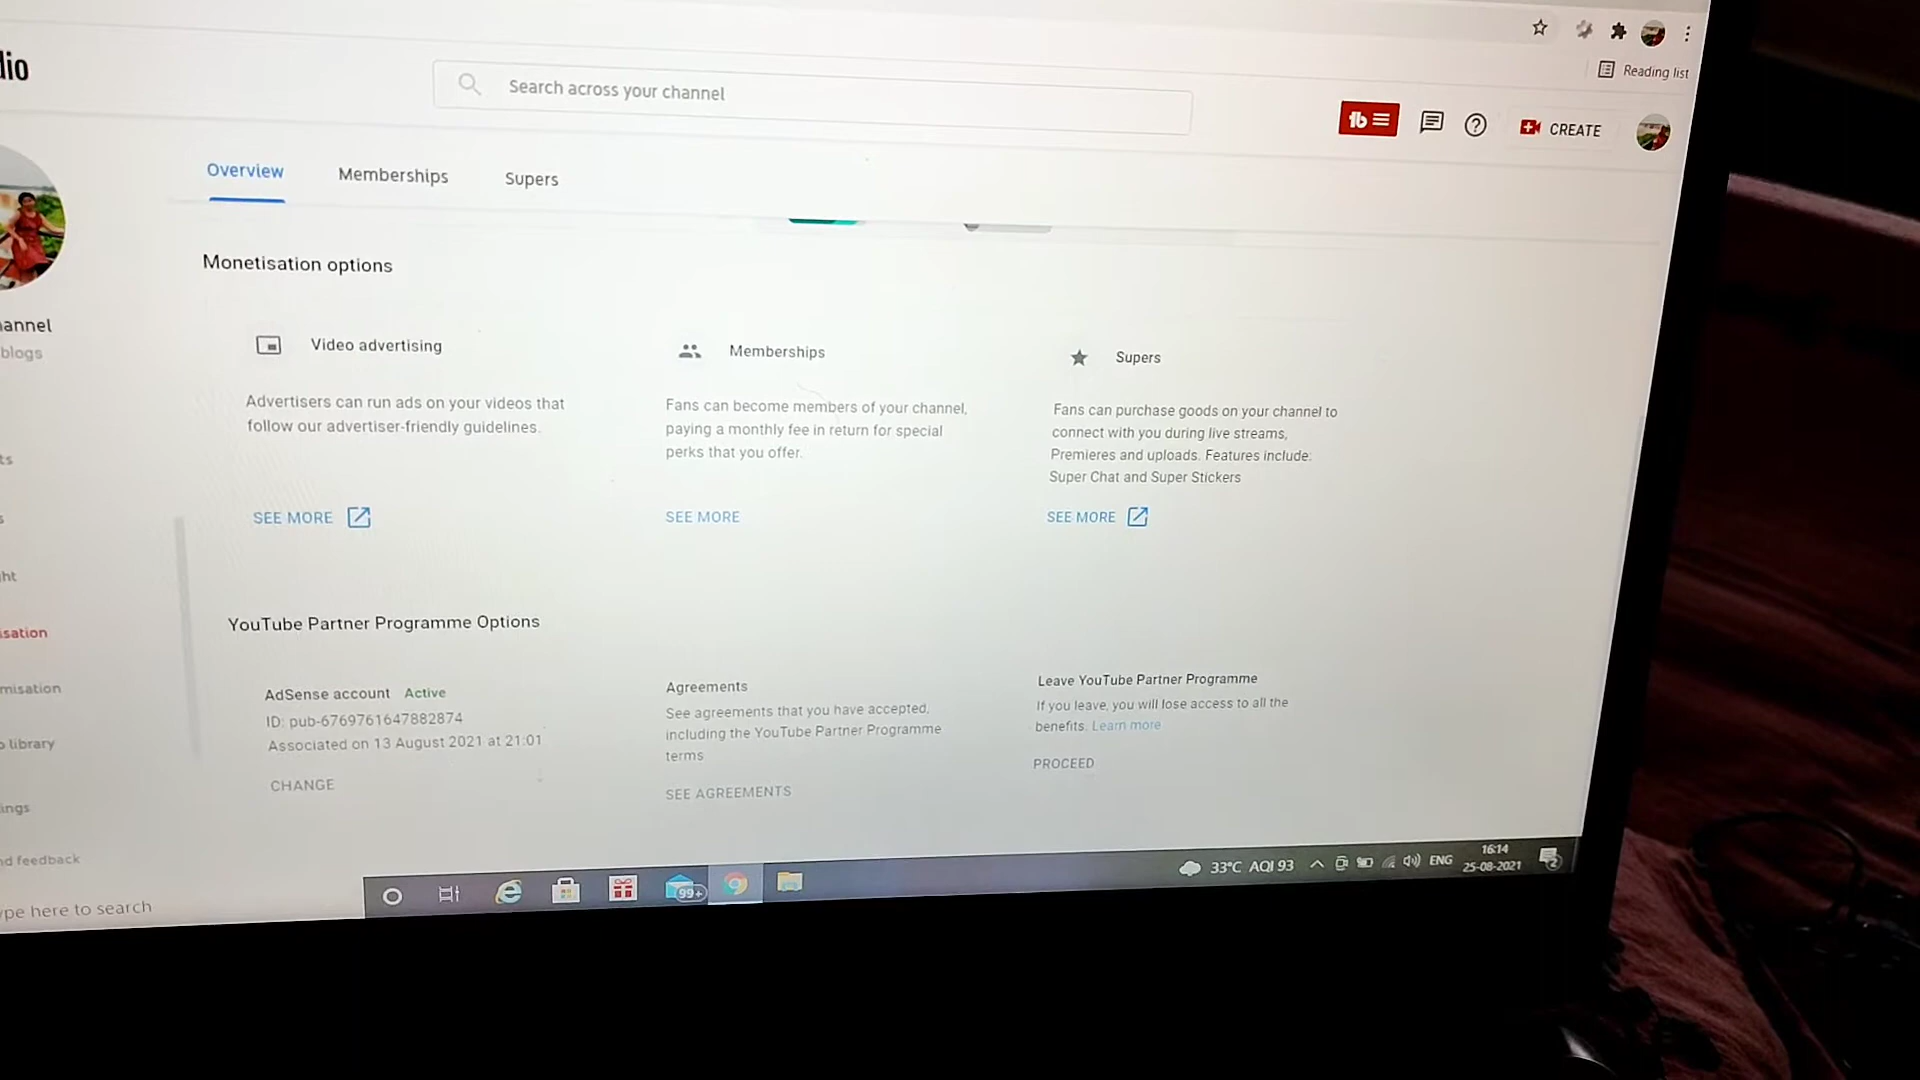 Reading list
dio
Search across your channel
CREATE
Overview
Memberships
Supers
Monetisation options
annel
blogs
Video advertising
Advertisers can run ads on your videos that
follow our advertiser-friendly guidelines.
SEE MORE
Memberships
Fans can become members of your channel,
paying a monthly fee in return for special
perks that you offer.
SEE MORE
Supers
Fans can purchase goods on your channel to
connect with you during live streams,
Premieres and uploads. Features include:
Super Chat and Super Stickers
SEE MORE
ts
s
ht
sation
misation
o library
ings
nd feedback
YouTube Partner Programme Options
AdSense account Active
ID: pub-6769761647882874
Associated on 13 August 2021 at 21:01
CHANGE
Agreements
See agreements that you have accepted,
including the YouTube Partner Programme
terms
SEE AGREEMENTS
Leave YouTube Partner Programme
If you leave, you will lose access to all the
benefits. Learn more
PROCEED
ype here to search
99+
33°C AQI 93
ENG
16:14
25-08-2021
2